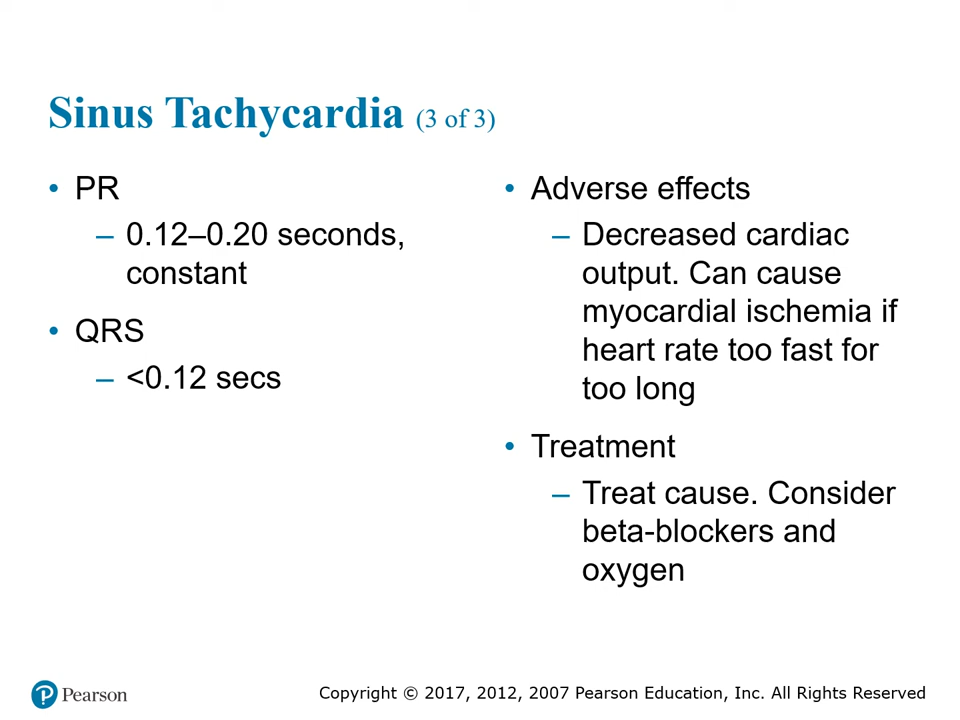 Sinus Tachycardia (3 of 3)
• PR
– 0.12–0.20 seconds,
constant
• QRS
– <0.12 secs
• Adverse effects
– Decreased cardiac
output. Can cause
myocardial ischemia if
heart rate too fast for
too long
• Treatment
– Treat cause. Consider
beta-blockers and
oxygen
P Pearson
Copyright © 2017, 2012, 2007 Pearson Education, Inc. All Rights Reserved